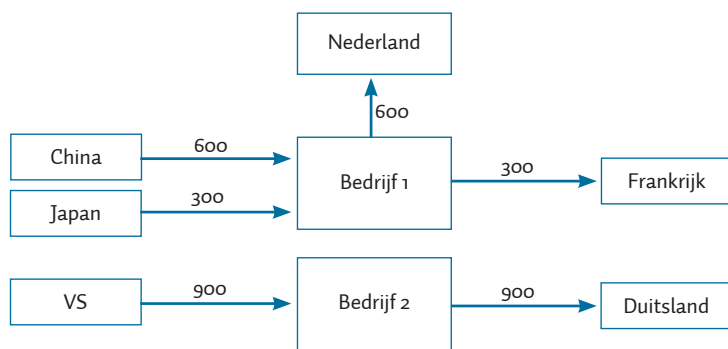 Nederland
600
China
600
Bedrijf 1
300
Frankrijk
Japan
300
VS
900
Bedrijf 2
900
Duitsland